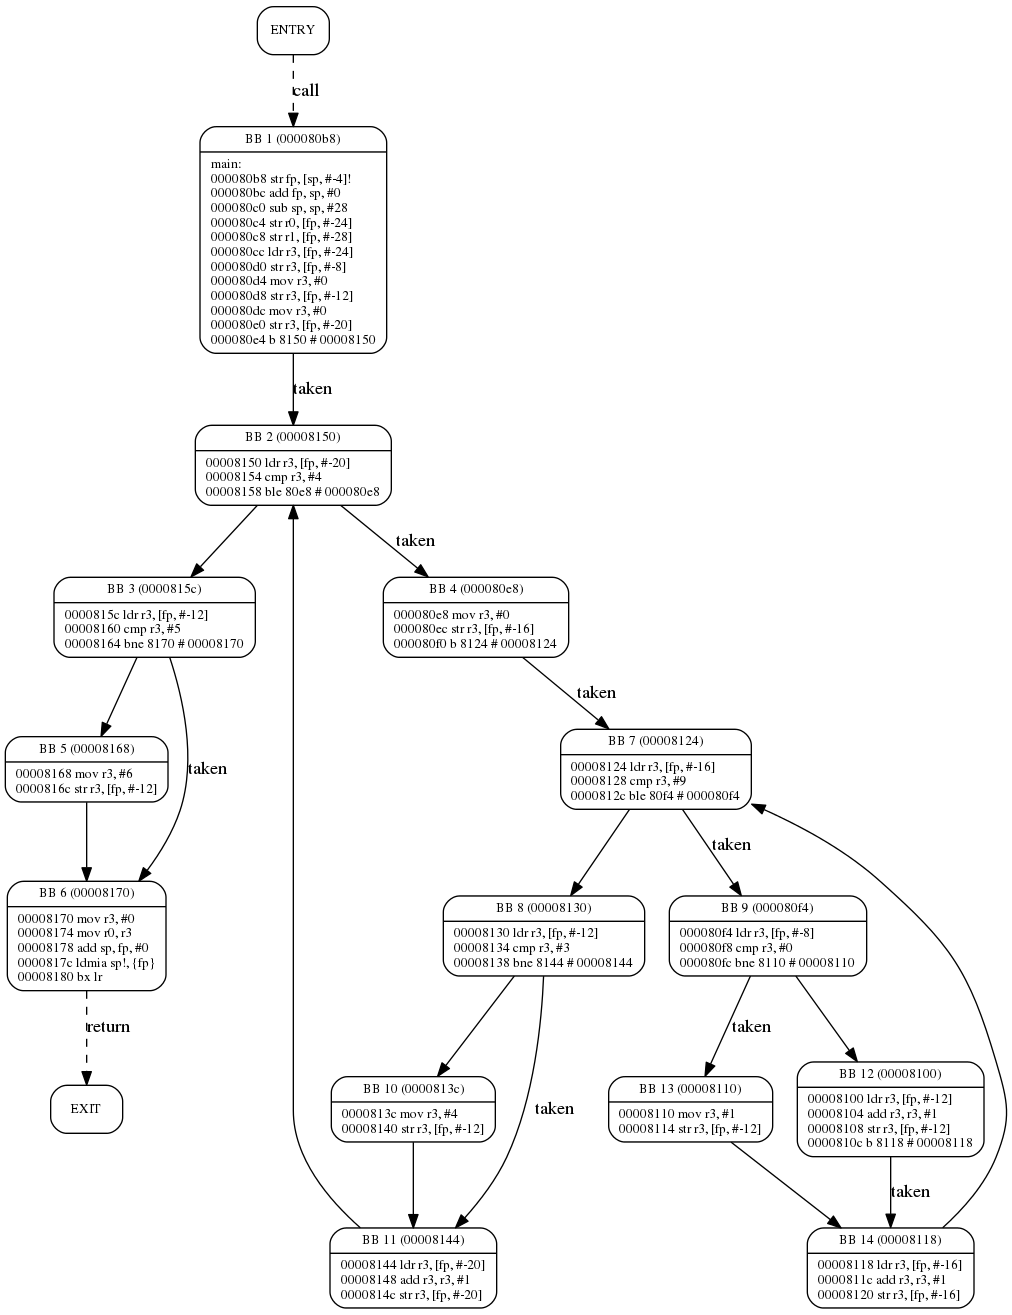 ENTRY
call
BB 1 (000080b8)
main:
000080b8 str fp, [sp, #-4]!
000080bc add fp, sp, #0
000080c0 sub sp, sp, #28
000080c4 str r0, [fp, #-24]
000080c8 str r1, [fp, #-28]
000080cc ldr r3, [fp, #-24]
000080d0 str r3, [fp, #-8]
000080d4 mov r3, #0
000080d8 str r3, [fp, #-12]
000080dc mov r3, #0
000080e0 str r3, [fp, #-20]
000080e4 b 8150 # 00008150
taken
BB 2 (00008150)
00008150 ldr r3, [fp, #-20]
00008154 cmp r3, #4
00008158 ble 80e8 # 000080e8
taken
BB 3 (0000815c)
0000815c ldr r3, [fp, #-12]
00008160 cmp r3, #5
00008164 bne 8170 # 00008170
BB 4 (000080e8)
000080e8 mov r3, #0
000080ec str r3, [fp, #-16]
000080f0 b 8124 # 00008124
taken
BB 5 (00008168)
00008168 mov r3, #6
0000816c str r3, [fp, #-12]
taken
BB 7 (00008124)
00008124 ldr r3, [fp, #-16]
00008128 cmp r3, #9
0000812c ble 80f4 # 000080f4
taken
BB 6 (00008170)
00008170 mov r3, #0
00008174 mov r0, r3
00008178 add sp, fp, #0
0000817c ldmia sp!, {fp}
00008180 bx lr
BB 8 (00008130)
00008130 ldr r3, [fp, #-12]
00008134 cmp r3, #3
00008138 bne 8144 # 00008144
BB 9 (000080f4)
000080f4 ldr r3, [fp, #-8]
000080f8 cmp r3, #0
000080fc bne 8110 # 00008110
return
taken
EXIT
BB 10 (0000813c)
0000813c mov r3, #4
00008140 str r3, [fp, #-12]
taken
BB 13 (00008110)
00008110 mov r3, #1
00008114 str r3, [fp, #-12]
BB 12 (00008100)
00008100 ldr r3, [fp, #-12]
00008104 add r3, r3, #1
00008108 str r3, [fp, #-12]
0000810c b 8118 # 00008118
taken
BB 11 (00008144)
00008144 ldr r3, [fp, #-20]
00008148 add r3, r3, #1
0000814c str r3, [fp, #-20]
BB 14 (00008118)
00008118 ldr r3, [fp, #-16]
0000811c add r3, r3, #1
00008120 str r3, [fp, #-16]